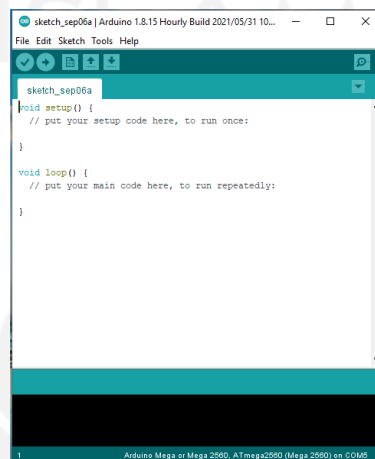 sketch_sep06a | Arduino 1.8.15 Hourly Build 2021/05/31 10...
File Edit Sketch Tools Help
sketch_sep06a
void setup() {
// put your setup code here, to run once:
}
void loop() {
// put your main code here, to run repeatedly:
}
1 Arduino Mega or Mega 2560, ATmega2560 (Mega 2560) on COM5